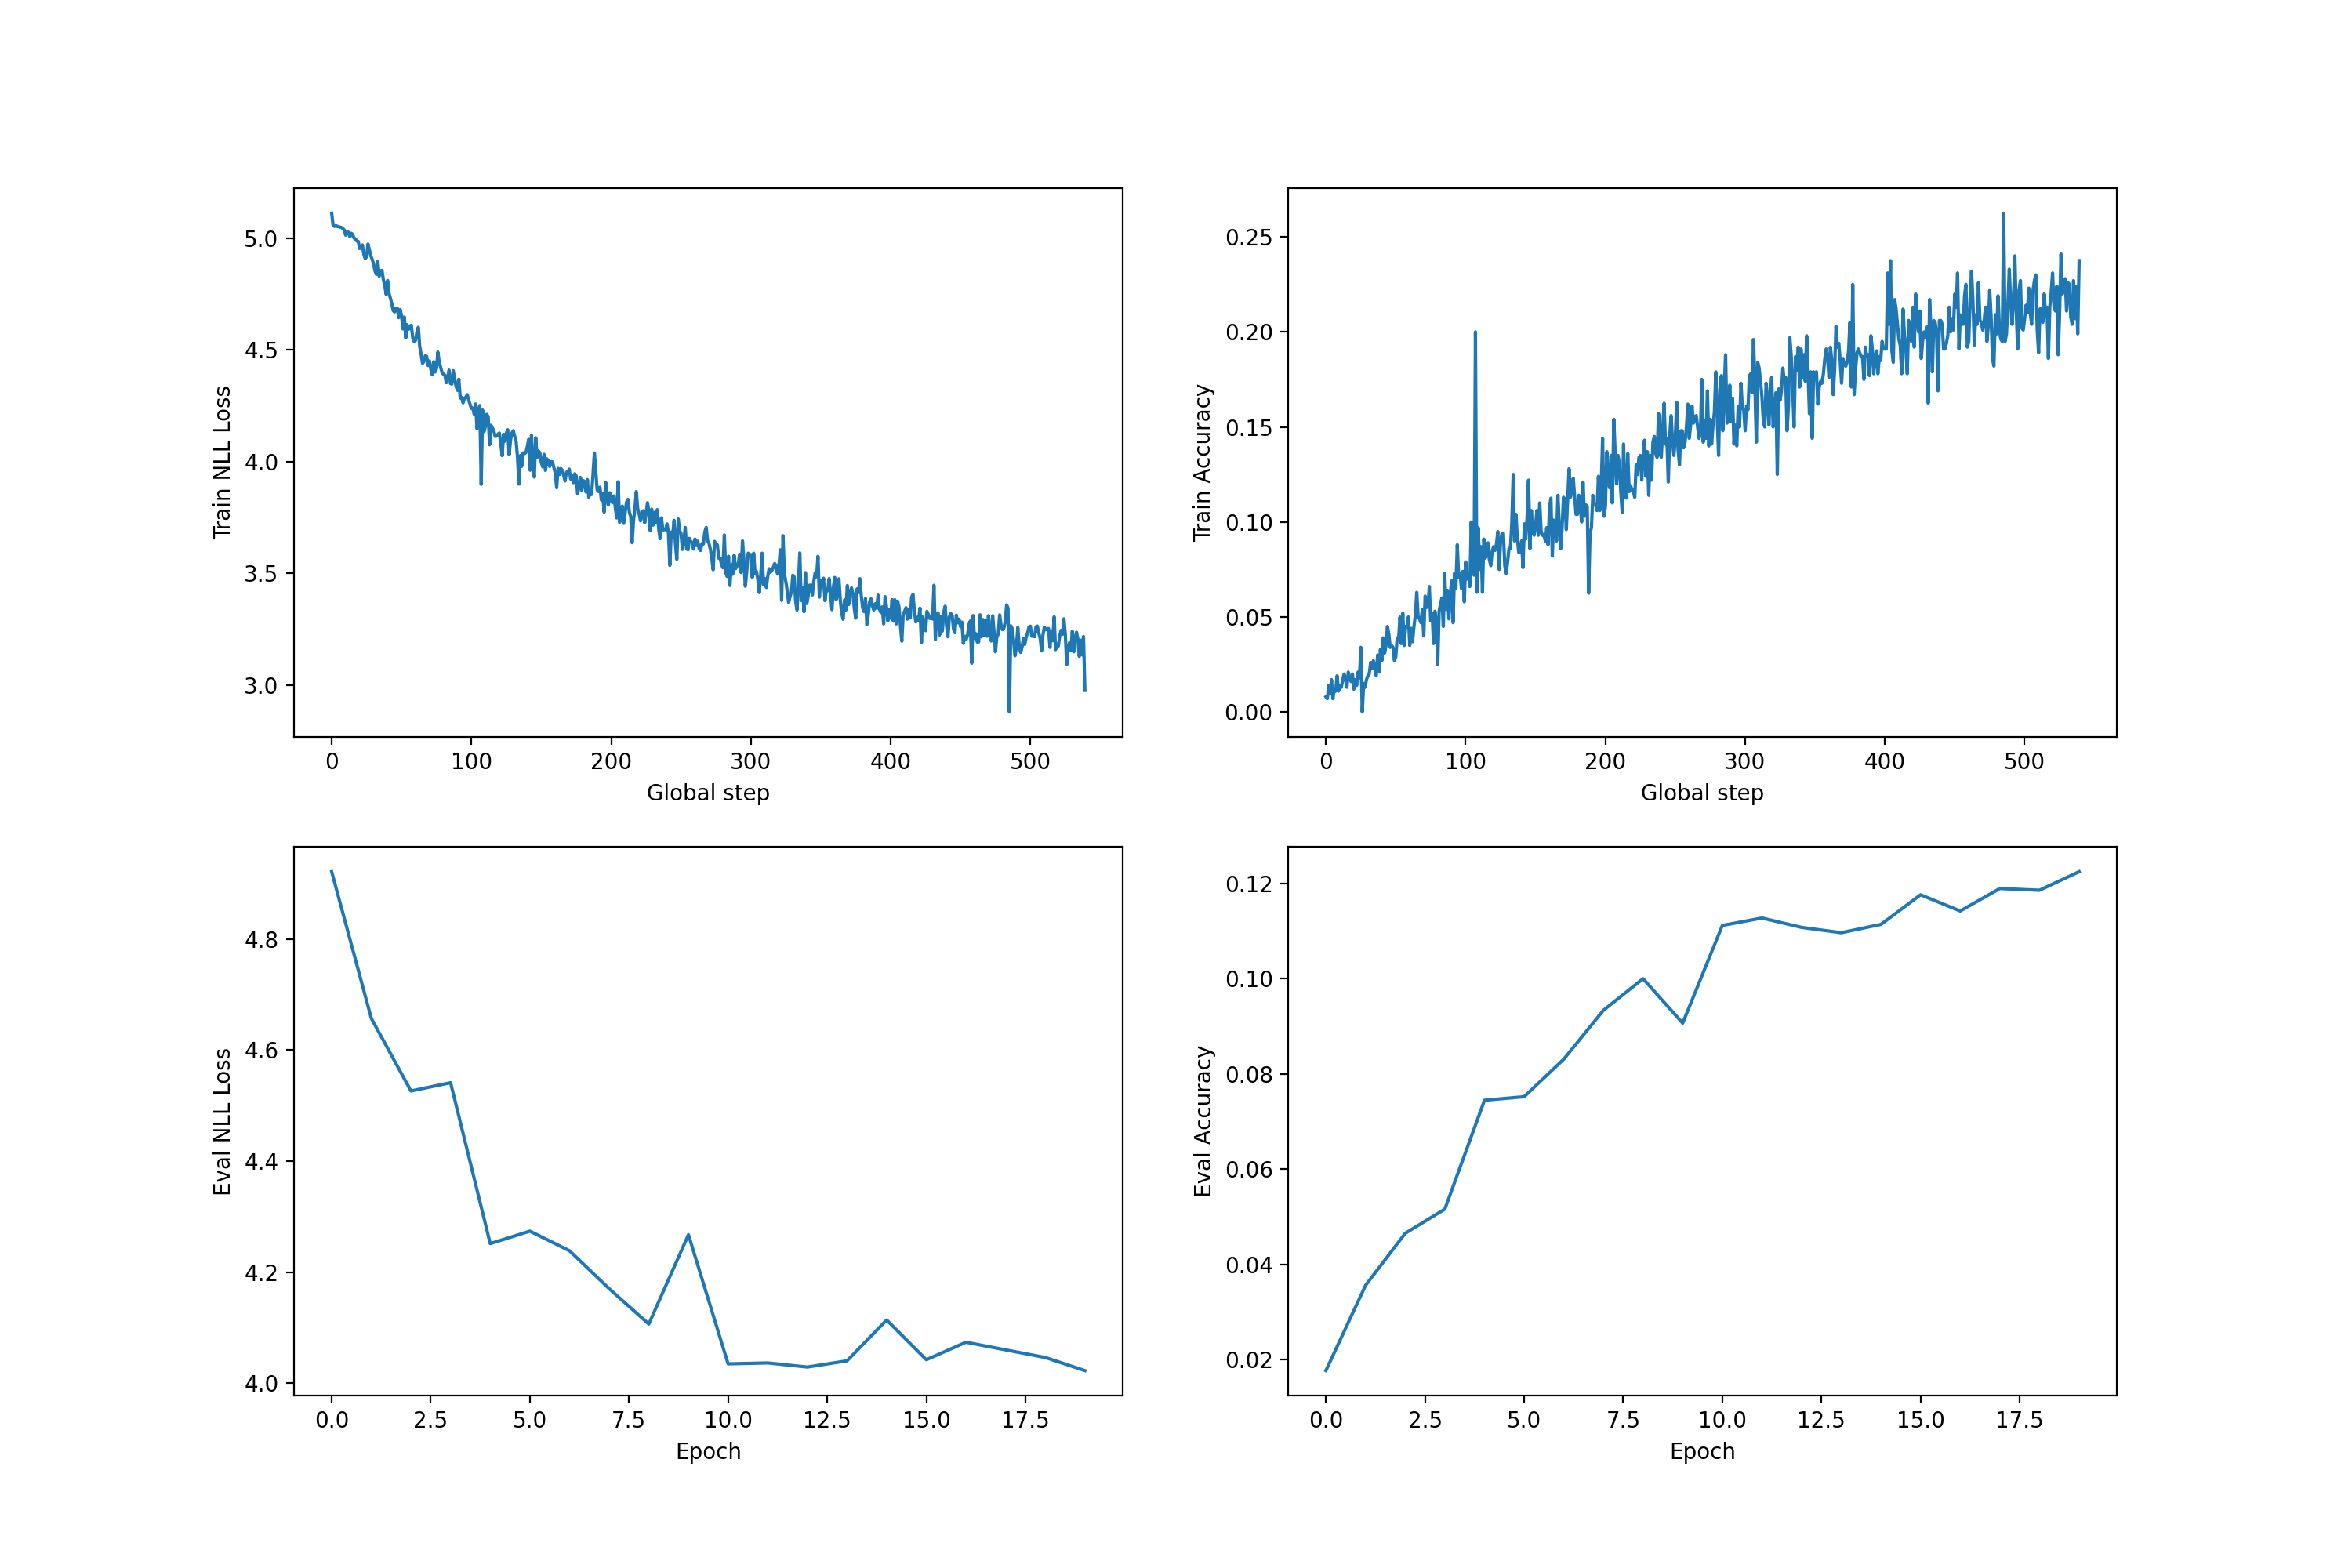 Train NLL Loss
5.0
4.5
4.0
3.5
3.0
0 100 200 300 400 500
Global step
Train Accuracy
0.25
0.20
0.15
0.10
0.05
0.00
0 100 200 300 400 500
Global step
Eval NLL Loss
4.8
4.6
4.4
4.2
4.0
0.0 2.5 5.0 7.5 10.0 12.5 15.0 17.5
Epoch
Eval Accuracy
0.12
0.10
0.08
0.06
0.04
0.02
0.0 2.5 5.0 7.5 10.0 12.5 15.0 17.5
Epoch